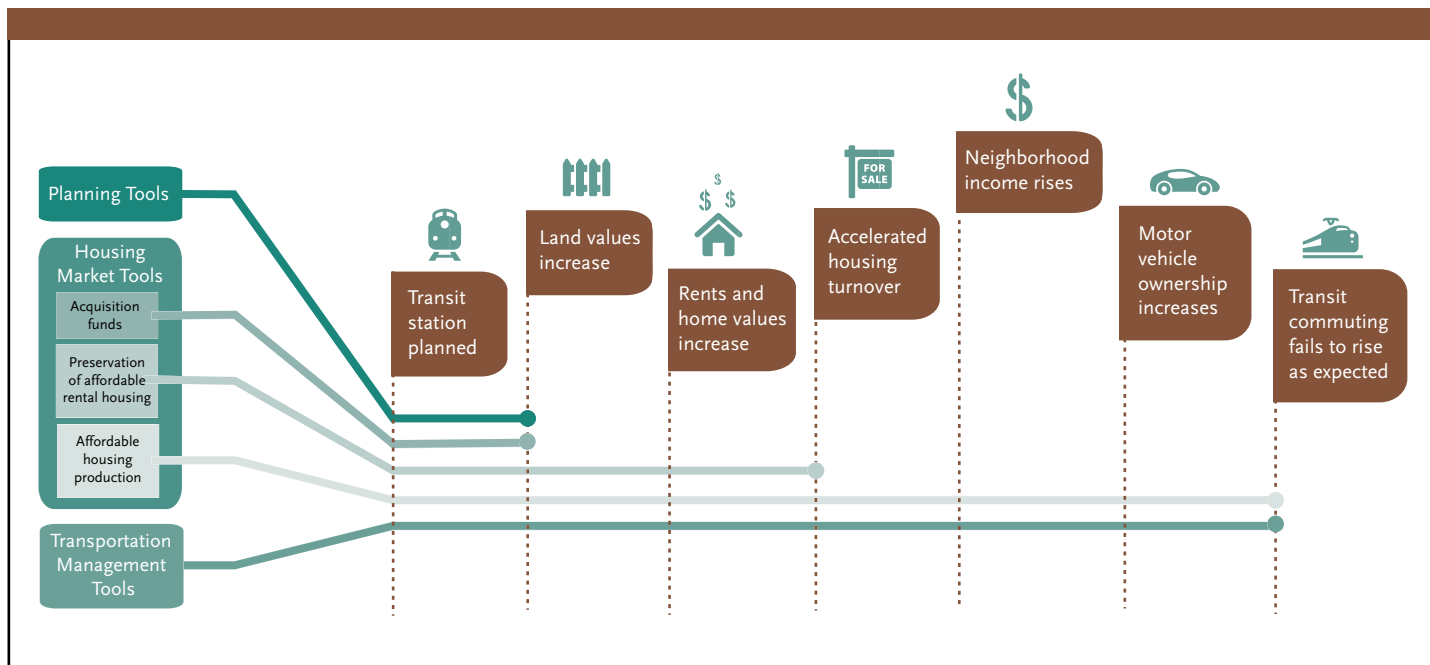 Planning Tools
Housing
Market Tools
Acquisition
funds
Preservation
of affordable
rental housing
Affordable
housing
production
Transportation
Management
Tools
Transit
station
planned
Land values
increase
$ $ $
Rents and
home values
increase
FOR
SALE
Accelerated
housing
turnover
$
Neighborhood
income rises
Motor
vehicle
ownership
increases
Transit
commuting
fails to rise
as expected